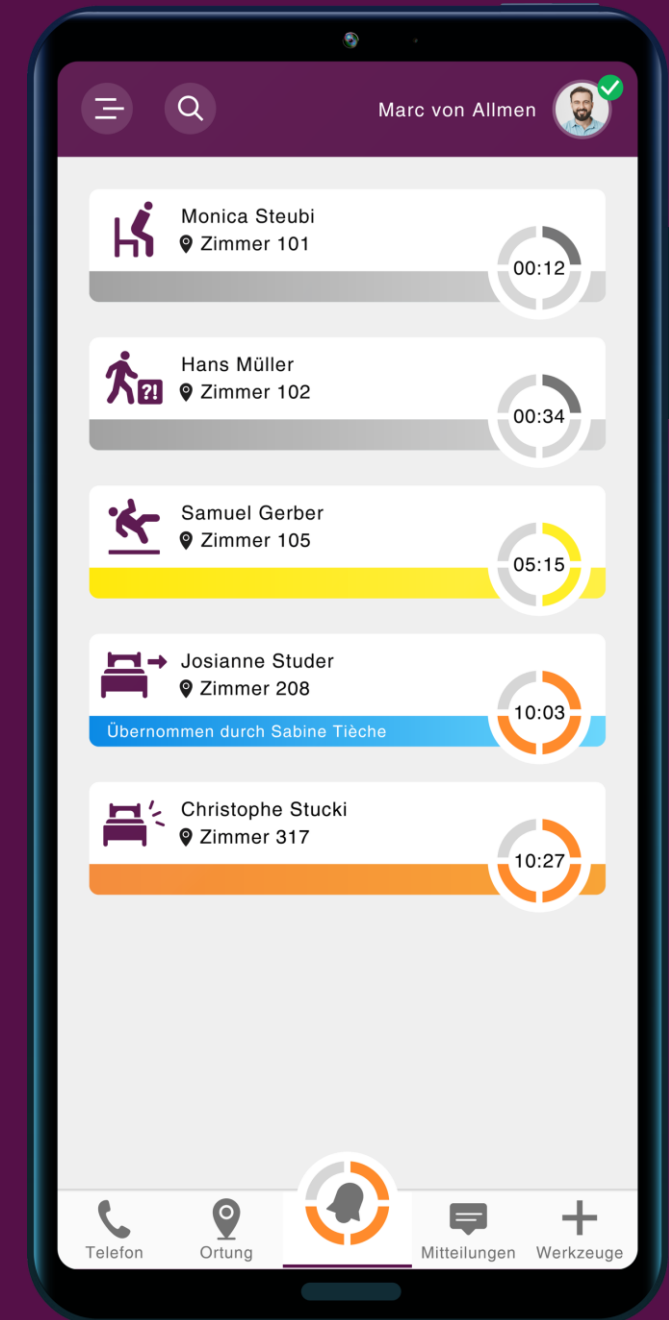 Marc von Allmen
Monica Steubi
Zimmer 101
00:12
Hans Müller
?!
Zimmer 102
00:34
Samuel Gerber
Zimmer 105
05:15
Josianne Studer
Zimmer 208
10:03
Übernommen durch Sabine Tièche
Christophe Stucki
Zimmer 317
10:27
Telefon
Ortung
Mitteilungen
Werkzeuge